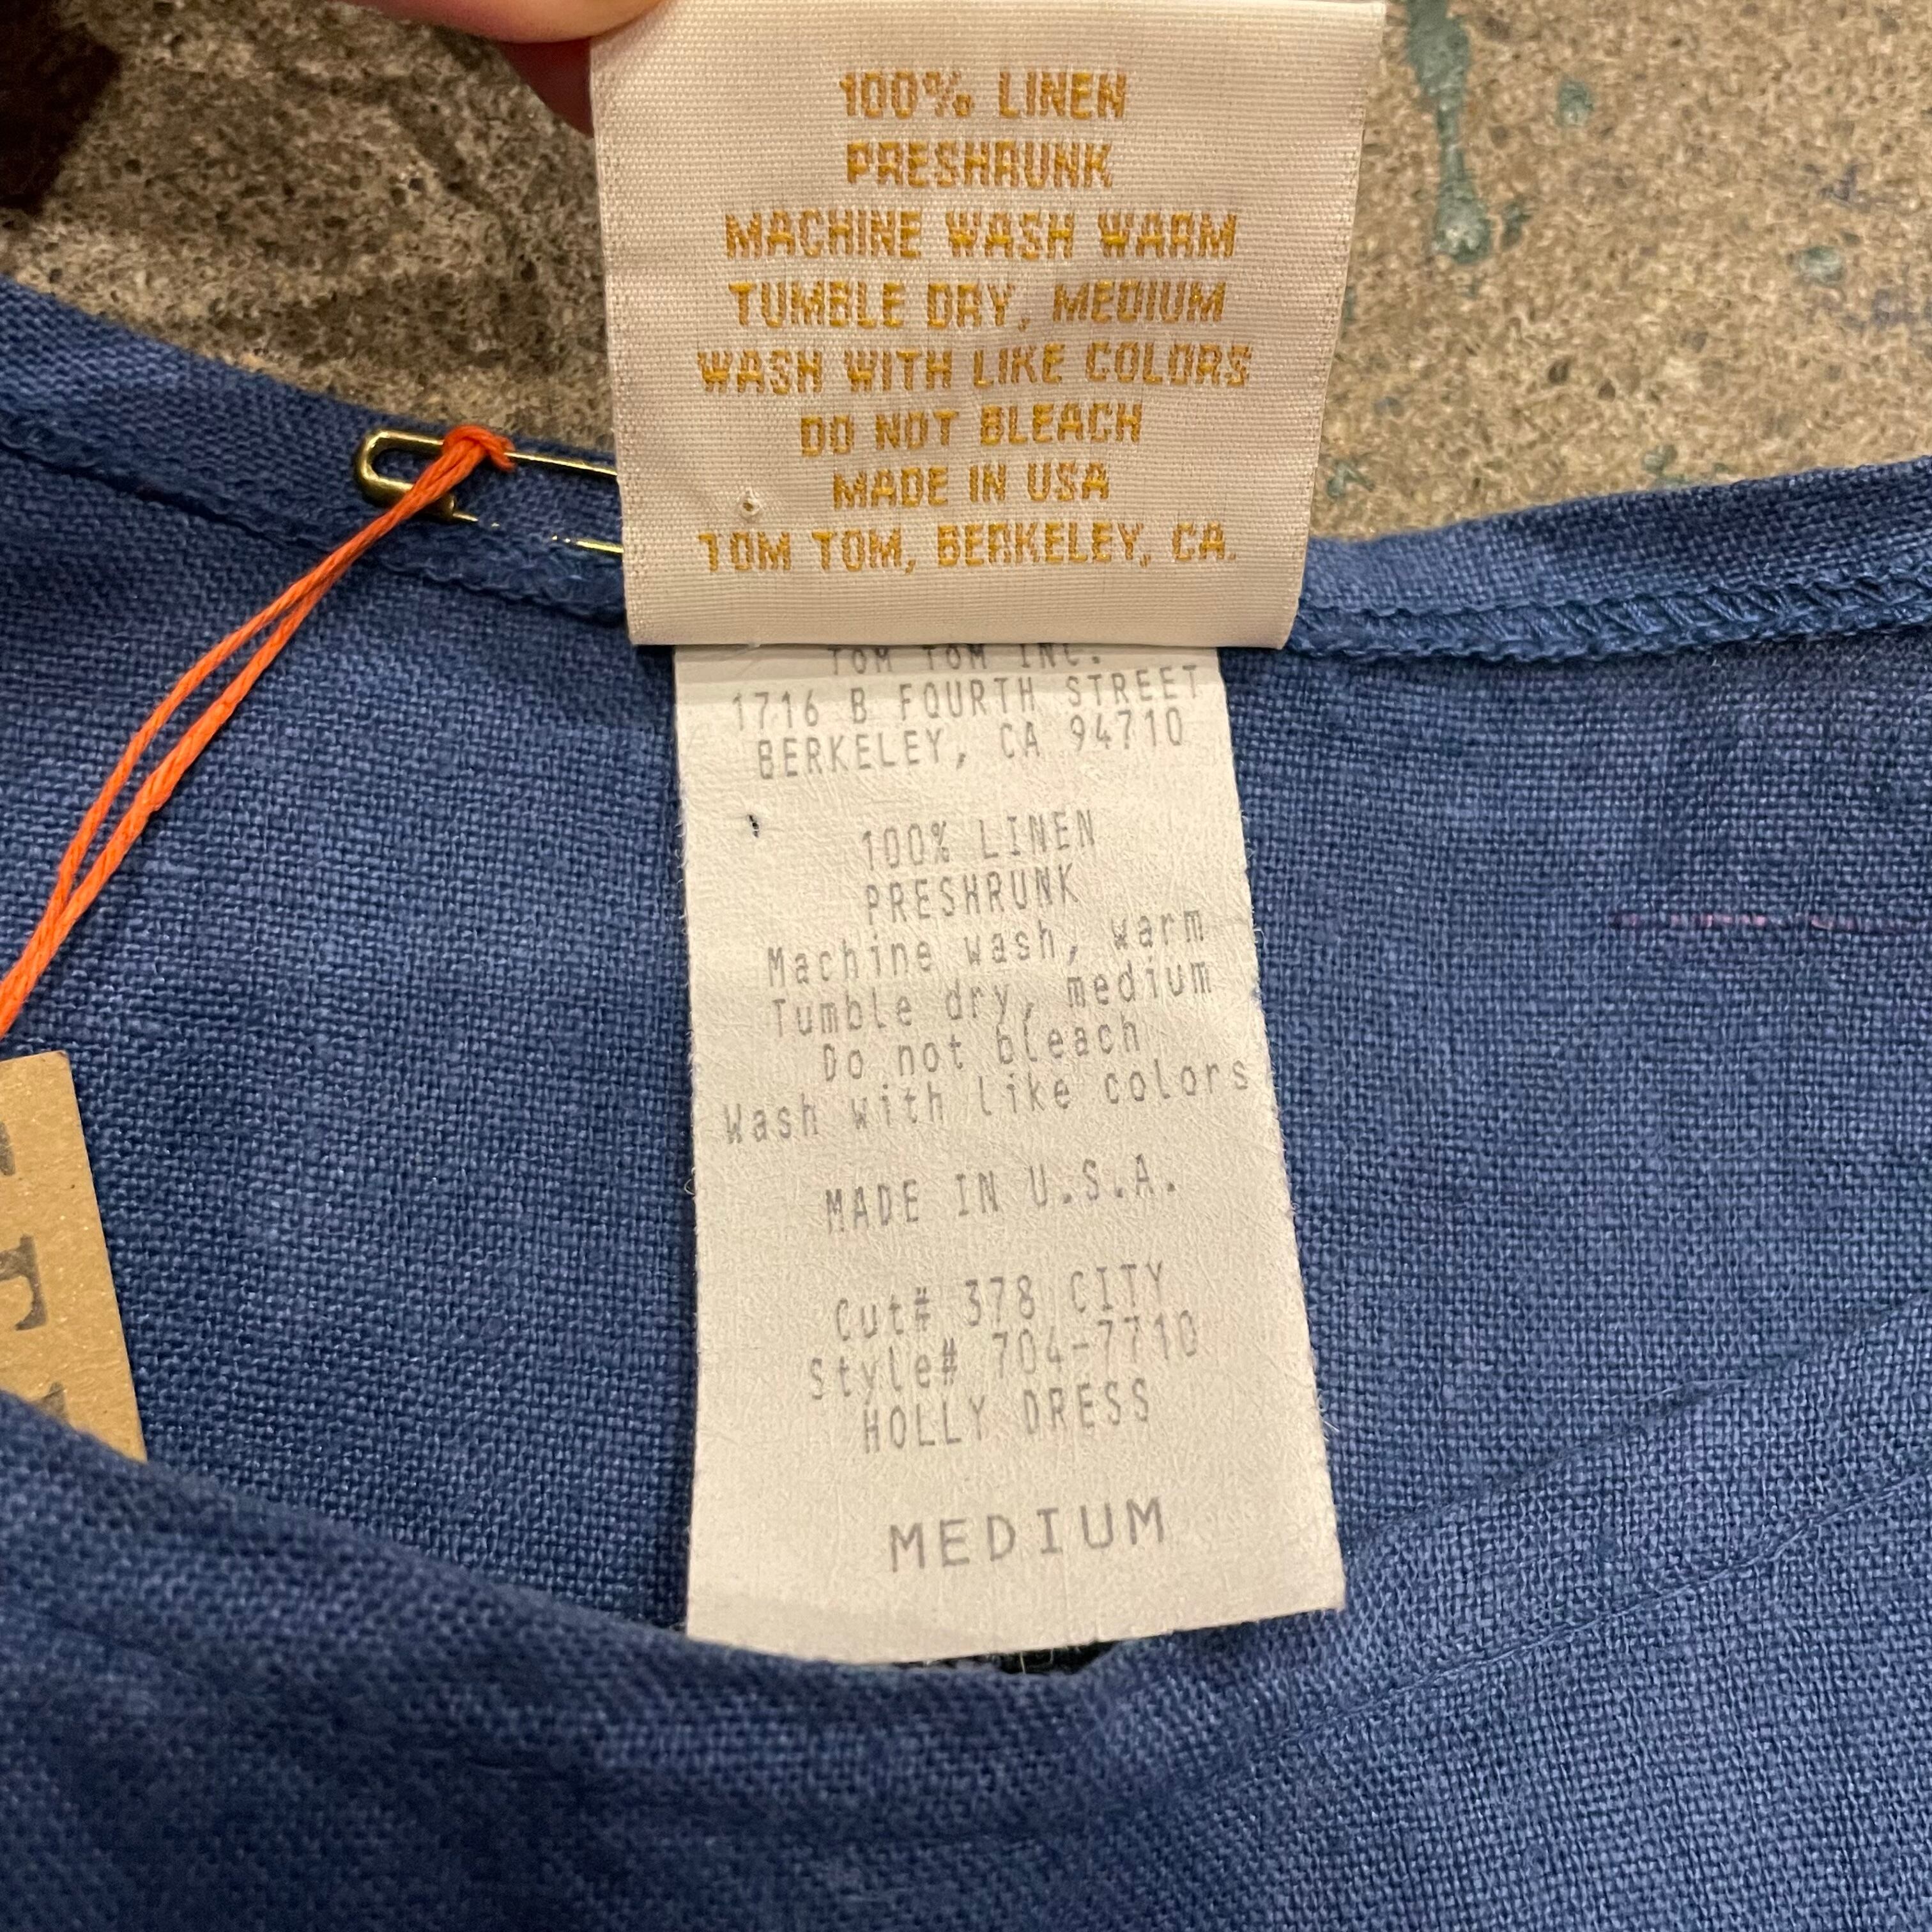 100% LINEN
PRESHRUNK
MACHINE WASH WARM
TUMBLE DRY, MEDIUM
WASH WITH LIKE COLORS
DO NOT BLEACH
MADE IN USA
TOM TOM, BERKELEY, CA.
TOM TOM INC.
1716 B FOURTH STREET
BERKELEY, CA 94710
100% LINEN
PRESHRUNK
Machine wash, warm
Tumble dry, medium
Do not bleach
Wash with like colors
MADE IN U.S.A.
Cut# 378 CITY
Style# 704-7710
HOLLY DRESS
MEDIUM